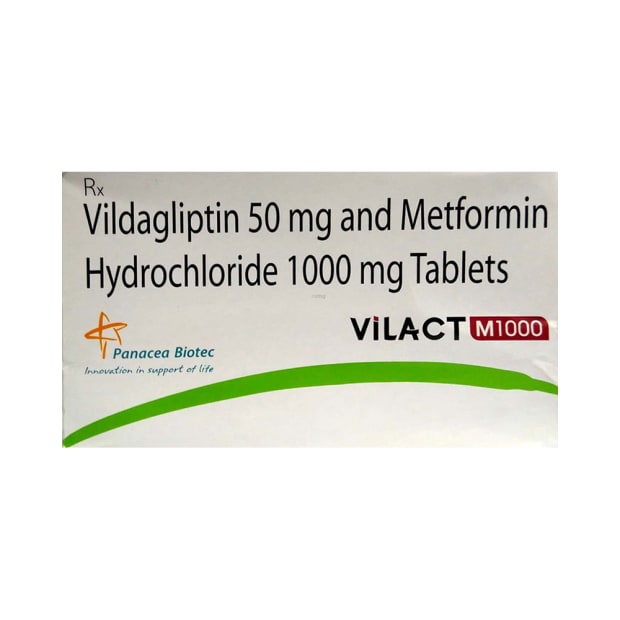 Rx
Vildagliptin 50 mg and Metformin
Hydrochloride 1000 mg Tablets
ViLACT M1000
Panacea Biotec
Innovation in support of life